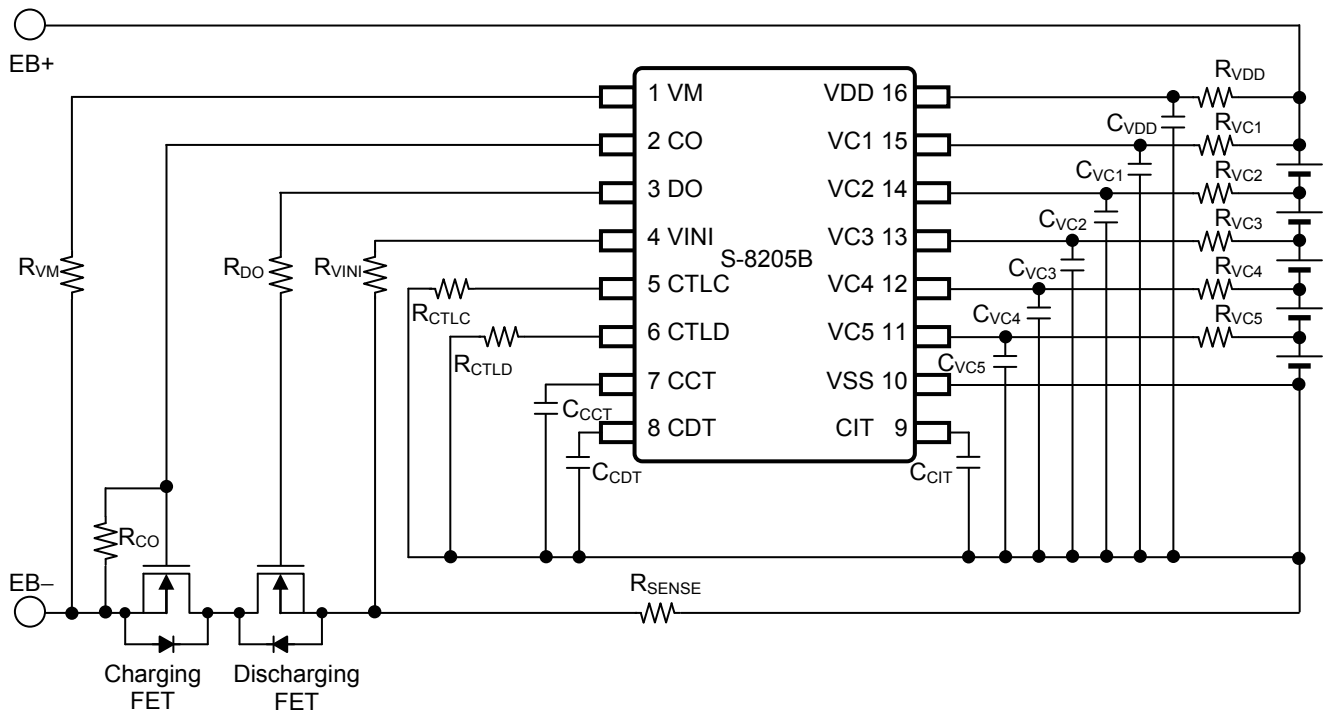 EB+
1 VM
2 CO
3 DO
4 VINI
5 CTLC
6 CTLD
7 CCT
8 CDT
S-8205B
VDD 16
VC1 15
VC2 14
VC3 13
VC4 12
VC5 11
VSS 10
CIT 9
RVDD
RVC1
RVC2
RVC3
RVC4
RVC5
CVDD
CVC1
CVC2
CVC3
CVC4
CVC5
RVM
RDO
RVINI
RCTLC
RCTLD
CCCT
CCDT
CCIT
RCO
EB–
RSENSE
Charging
FET
Discharging
FET